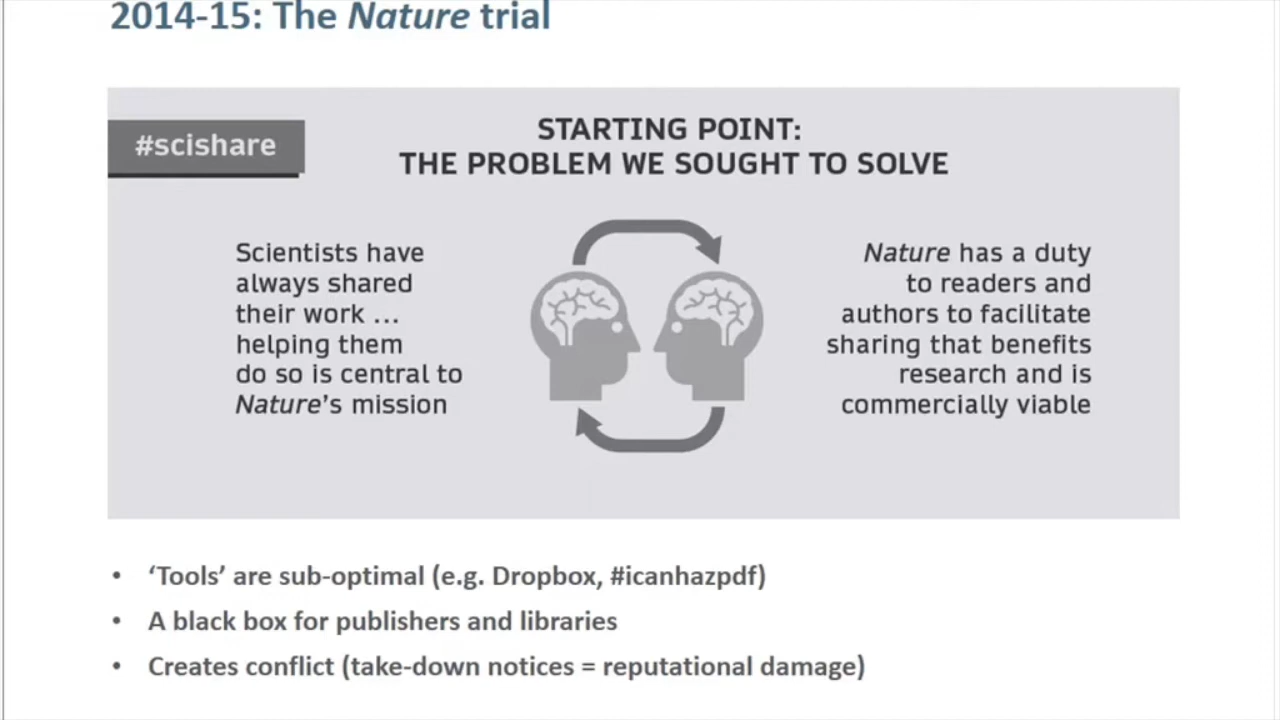 2014-15: The Nature trial
#scishare
STARTING POINT:
THE PROBLEM WE SOUGHT TO SOLVE
Scientists have
always shared
their work ...
helping them
do so is central to
Nature's mission
Nature has a duty
to readers and
authors to facilitate
sharing that benefits
research and is
commercially viable
• ‘Tools’ are sub-optimal (e.g. Dropbox, #icanhazpdf)
• A black box for publishers and libraries
• Creates conflict (take-down notices = reputational damage)